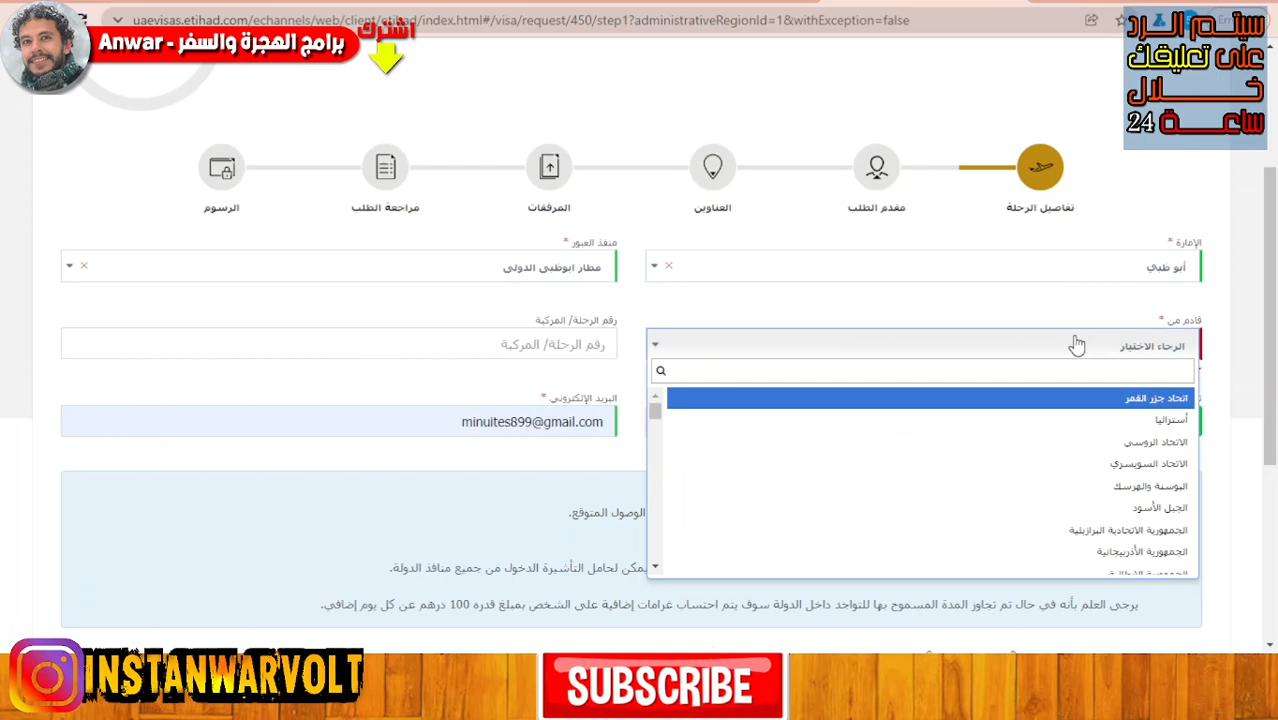 uaevisas.etihad.com/echannels/web/client/etihad/index.html#/visa/request/450/step1?administrativeRegionId=1&withException=false
برامج الهجرة والسفر - Anwar
اشترك
سيتم الرد
على تعليقك
خلال
24 ساعة
تفاصيل الرحلة
مقدم الطلب
العناوين
المرفقات
مراجعة الطلب
الرسوم
الإمارة *
منفذ العبور *
أبو ظبي
مطار ابوظبي الدولي
قادم من *
رقم الرحلة/ المركبة
الرجاء الاختيار
رقم الرحلة/ المركبة
اتحاد جزر القمر
البريد الإلكتروني *
أستراليا
minuites899@gmail.com
الاتحاد الروسي
الاتحاد السويسري
البوسنة والهرسك
الجبل الأسود
الوصول المتوقع.
الجمهورية الاتحادية البرازيلية
الجمهورية الأذربيجانية
يمكن لحامل التأشيرة الدخول من جميع منافذ الدولة.
يرجى العلم بأنه في حال تم تجاوز المدة المسموح بها للتواجد داخل الدولة سوف يتم احتساب غرامات إضافية على الشخص بمبلغ قدره 100 درهم عن كل يوم إضافي.
INSTANWARVOLT
SUBSCRIBE